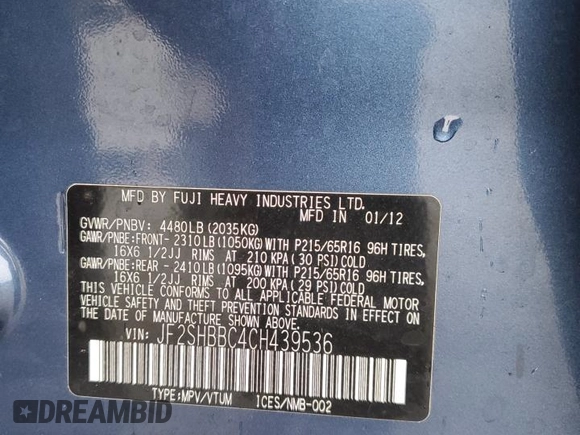 MFD BY FUJI HEAVY INDUSTRIES LTD.
MFD IN JAPAN 01/12
GVWR/PNBV: 4480LB(2035KG)
GAWR/PNBE:FRONT-2310LB(1050KG)WITH P215/65R16 96H TIRES,
16X6 1/2JJ RIMS AT 210 KPA(30 PSI)COLD
GAWR/PNBE:REAR -2410LB(1095KG)WITH P215/65R16 96H TIRES,
16X6 1/2JJ RIMS AT 200 KPA(29 PSI)COLD
THIS VEHICLE CONFORMS TO ALL APPLICABLE FEDERAL MOTOR
VEHICLE SAFETY AND BUMPER STANDARDS IN EFFECT ON
THE DATE OF MANUFACTURE SHOWN ABOVE.
VIN: JF2SHBBC4CH439536
TYPE:MPV/VTUM ICES/NMB-002
DREAMBID